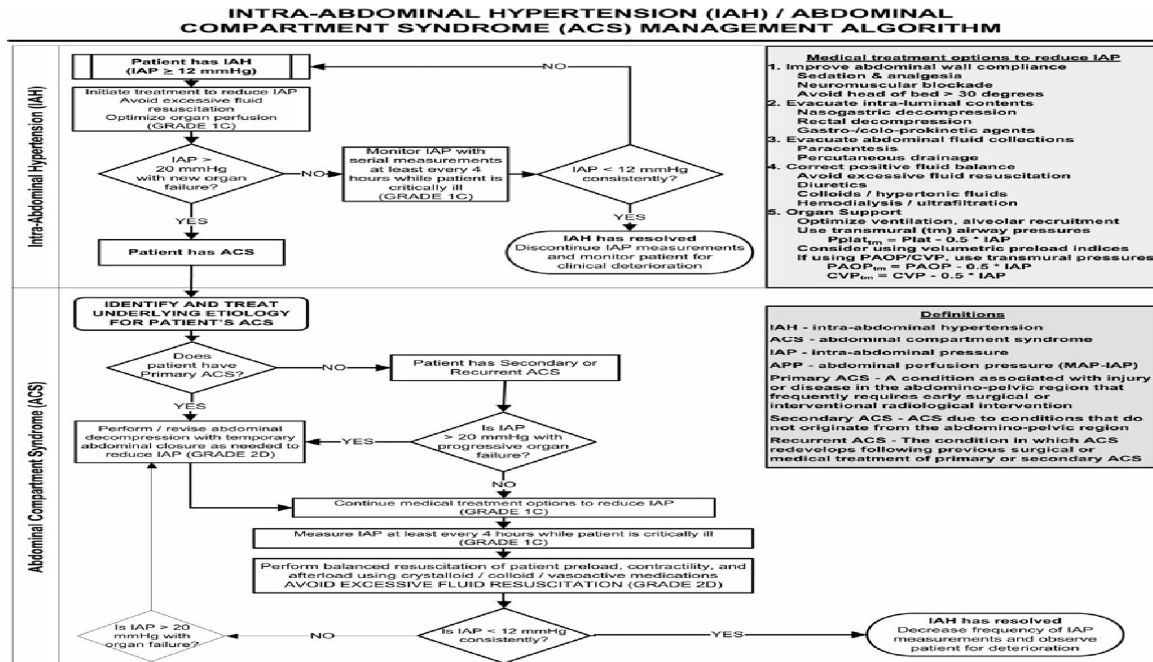 INTRA-ABDOMINAL HYPERTENSION (IAH) / ABDOMINAL
COMPARTMENT SYNDROME (ACS) MANAGEMENT ALGORITHM
Intra-Abdominal Hypertension (IAH)
Patient has IAH
(IAP ≥ 12 mmHg)
NO
Initiate treatment to reduce IAP
Avoid excessive fluid
resuscitation
Optimize organ perfusion
(GRADE 1C)
IAP >
20 mmHg
with new organ
failure?
NO
Monitor IAP with
serial measurements
at least every 4
hours while patient is
critically ill
(GRADE 1C)
IAP < 12 mmHg
consistently?
YES
YES
Patient has ACS
IAH has resolved
Discontinue IAP measurements
and monitor patient for
clinical deterioration
Medical treatment options to reduce IAP
1. Improve abdominal wall compliance
Sedation & analgesia
Neuromuscular blockade
Avoid head of bed > 30 degrees
2. Evacuate intra-luminal contents
Nasogastric decompression
Rectal decompression
Gastro-/colo-prokinetic agents
3. Evacuate abdominal fluid collections
Paracentesis
Percutaneous drainage
4. Correct positive fluid balance
Avoid excessive fluid resuscitation
Diuretics
Colloids / hypertonic fluids
Hemodialysis / ultrafiltration
5. Organ Support
Optimize ventilation, alveolar recruitment
Use transmural (tm) airway pressures
Pplattm = Plat - 0.5 * IAP
Consider using volumetric preload indices
If using PAOP/CVP, use transmural pressures
PAOPtm = PAOP - 0.5 * IAP
CVPtm = CVP - 0.5 * IAP
Abdominal Compartment Syndrome (ACS)
IDENTIFY AND TREAT
UNDERLYING ETIOLOGY
FOR PATIENT'S ACS
Does
patient have
Primary ACS?
NO
Patient has Secondary or
Recurrent ACS
Perform / revise abdominal
decompression with temporary
abdominal closure as needed to
reduce IAP (GRADE 2D)
YES
Is IAP
> 20 mmHg with
progressive organ
failure?
NO
Continue medical treatment options to reduce IAP
(GRADE 1C)
Measure IAP at least every 4 hours while patient is critically ill
(GRADE 1C)
Perform balanced resuscitation of patient preload, contractility, and
afterload using crystalloid / colloid / vasoactive medications
AVOID EXCESSIVE FLUID RESUSCITATION (GRADE 2D)
Is IAP > 20
mmHg with
organ failure?
NO
Is IAP < 12 mmHg
consistently?
YES
IAH has resolved
Decrease frequency of IAP
measurements and observe
patient for deterioration
Definitions
IAH - intra-abdominal hypertension
ACS - abdominal compartment syndrome
IAP - intra-abdominal pressure
APP - abdominal perfusion pressure (MAP-IAP)
Primary ACS - A condition associated with injury
or disease in the abdomino-pelvic region that
frequently requires early surgical or
interventional radiological intervention
Secondary ACS - ACS due to conditions that do
not originate from the abdomino-pelvic region
Recurrent ACS - The condition in which ACS
redevelops following previous surgical or
medical treatment of primary or secondary ACS